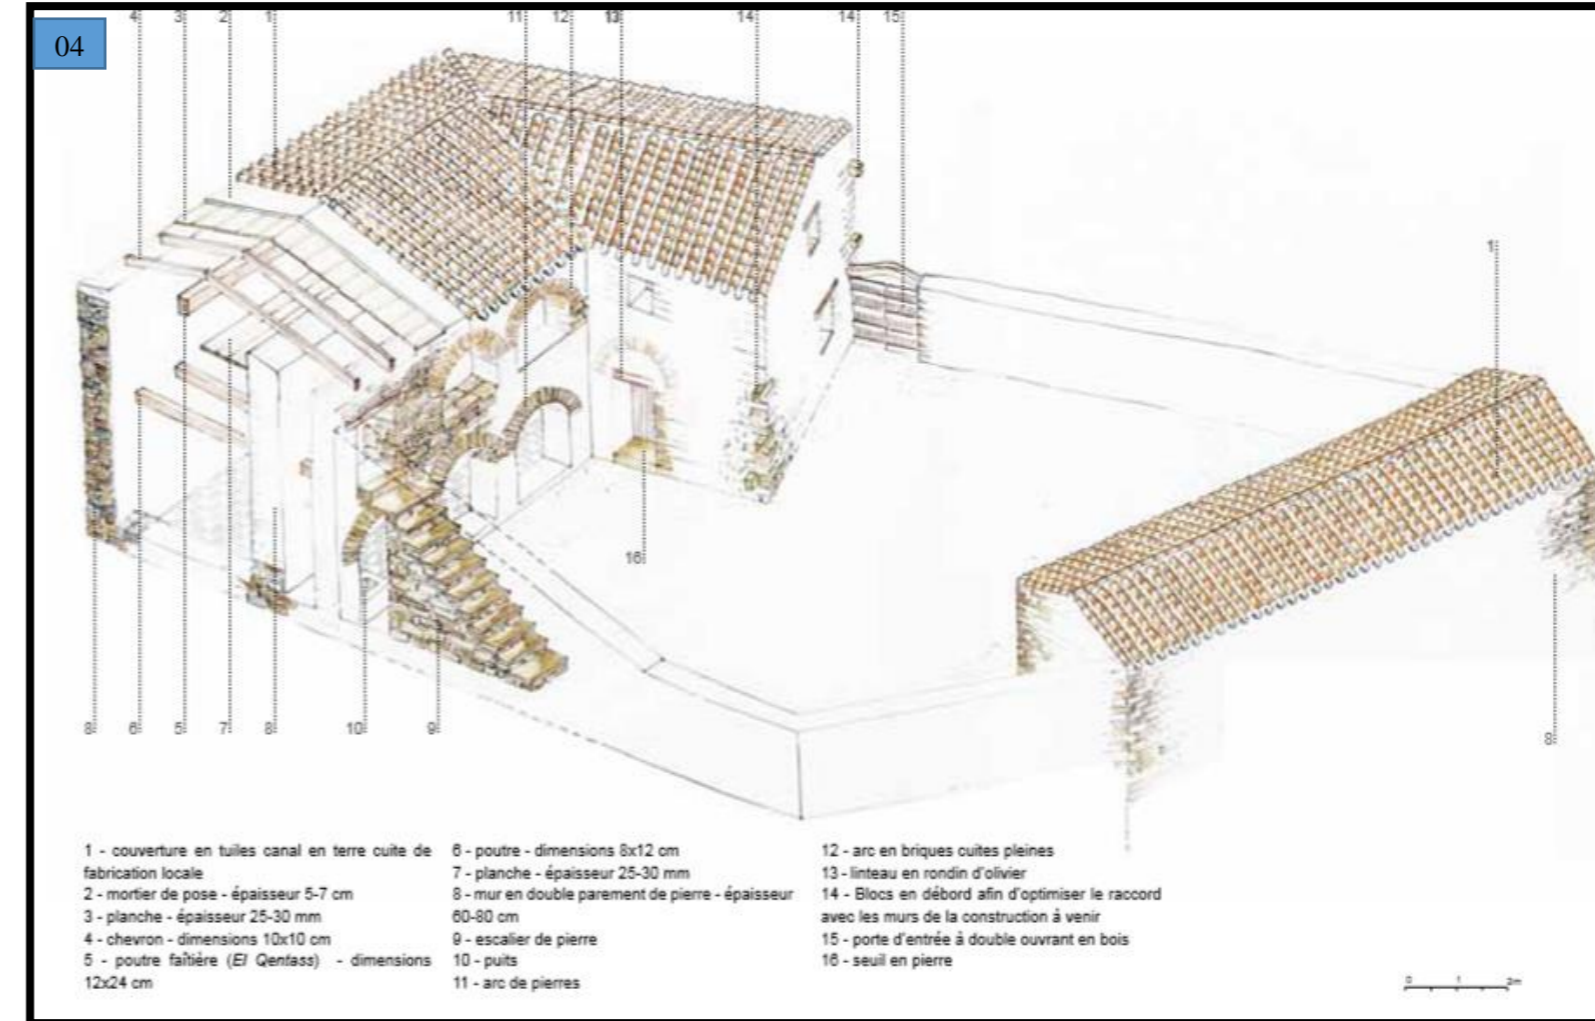 4 3 2 1 11 12 13 14 14 15
04
1
16
8 6 5 7 8 10 9
8
1 - couverture en tuiles canal en terre cuite de
fabrication locale
2 - mortier de pose - épaisseur 5-7 cm
3 - planche - épaisseur 25-30 mm
4 - chevron - dimensions 10x10 cm
5 - poutre faîtière (El Qentass) - dimensions
12x24 cm
6 - poutre - dimensions 8x12 cm
7 - planche - épaisseur 25-30 mm
8 - mur en double parement de pierre - épaisseur
60-80 cm
9 - escalier de pierre
10 - puits
11 - arc de pierres
12 - arc en briques cuites pleines
13 - linteau en rondin d'olivier
14 - Blocs en débord afin d'optimiser le raccord
avec les murs de la construction à venir
15 - porte d'entrée à double ouvrant en bois
16 - seuil en pierre
0 1 2m